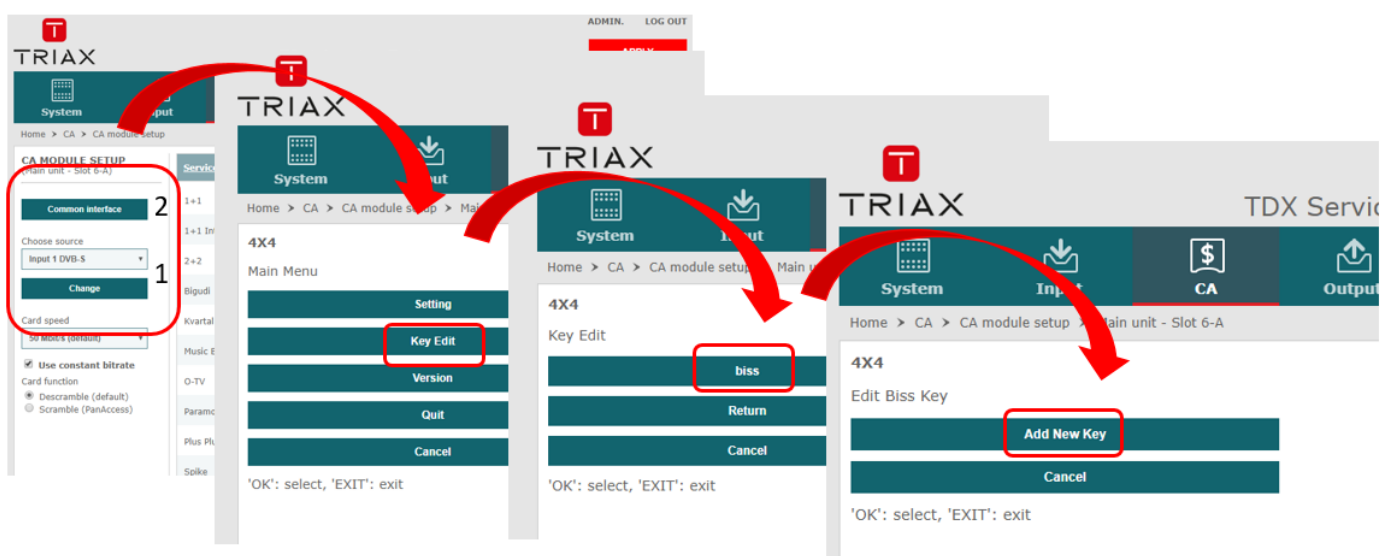 ADMIN. LOG OUT
TRIAX
APPLY
System
Home > CA > CA module setup
CA MODULE SETUP
(Main unit - Slot 6-A)
Common interface
2
Choose source
Input 1 DVB-S
1
Change
Card speed
50 Mbit/s (default)
Use constant bitrate
Card function
Descramble (default)
Scramble (PanAccess)
1+1
2+2
Bigudi
O-TV
Spike
TRIAX
System
Home > CA > CA module setup >
4X4
Main Menu
Setting
Key Edit
Version
Quit
Cancel
'OK': select, 'EXIT': exit
TRIAX
System
Input
Home > CA > CA module setup > Main
4X4
Key Edit
biss
Return
Cancel
'OK': select, 'EXIT': exit
TRIAX
TDX Servic
System
Input
CA
Output
Home > CA > CA module setup > Main unit - Slot 6-A
4X4
Edit Biss Key
Add New Key
Cancel
'OK': select, 'EXIT': exit